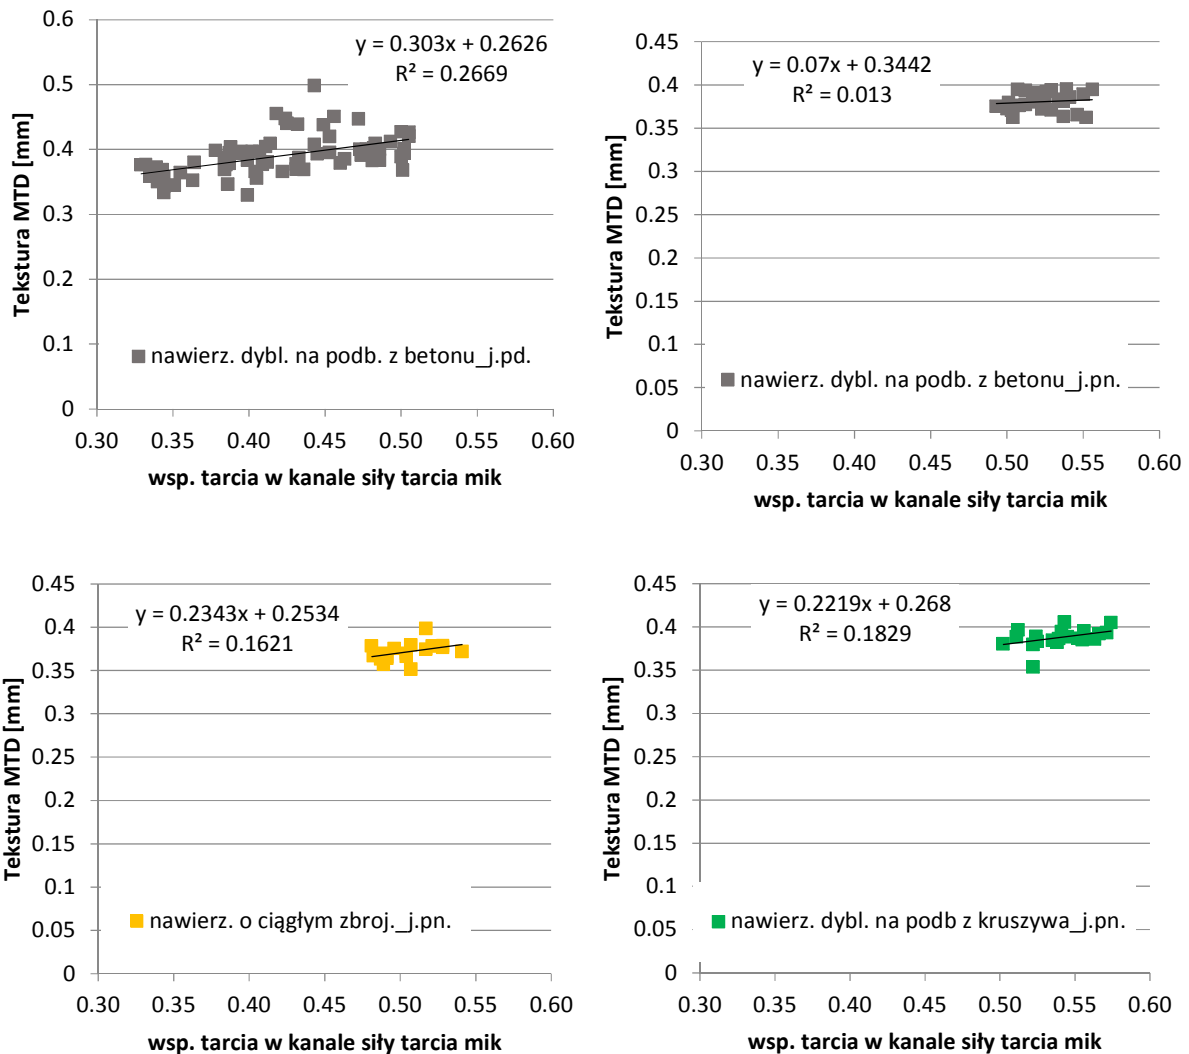 0.6
0.5
0.4
0.3
0.2
0.1
0
Tekstura MTD [mm]
y = 0.303x + 0.2626
R² = 0.2669
nawierz. dybl. na podb. z betonu_j.pd.
0.30 0.35 0.40 0.45 0.50 0.55 0.60
wsp. tarcia w kanale siły tarcia mik
0.45
0.4
0.35
0.3
0.25
0.2
0.15
0.1
0.05
0
Tekstura MTD [mm]
y = 0.07x + 0.3442
R² = 0.013
nawierz. dybl. na podb. z betonu_j.pn.
0.30 0.35 0.40 0.45 0.50 0.55 0.60
wsp. tarcia w kanale siły tarcia mik
0.45
0.4
0.35
0.3
0.25
0.2
0.15
0.1
0.05
0
Tekstura MTD [mm]
y = 0.2343x + 0.2534
R² = 0.1621
nawierz. o ciągłym zbroj._j.pn.
0.30 0.35 0.40 0.45 0.50 0.55 0.60
wsp. tarcia w kanale siły tarcia mik
0.45
0.4
0.35
0.3
0.25
0.2
0.15
0.1
0.05
0
Tekstura MTD [mm]
y = 0.2219x + 0.268
R² = 0.1829
nawierz. dybl. na podb z kruszywa_j.pn.
0.30 0.35 0.40 0.45 0.50 0.55 0.60
wsp. tarcia w kanale siły tarcia mik